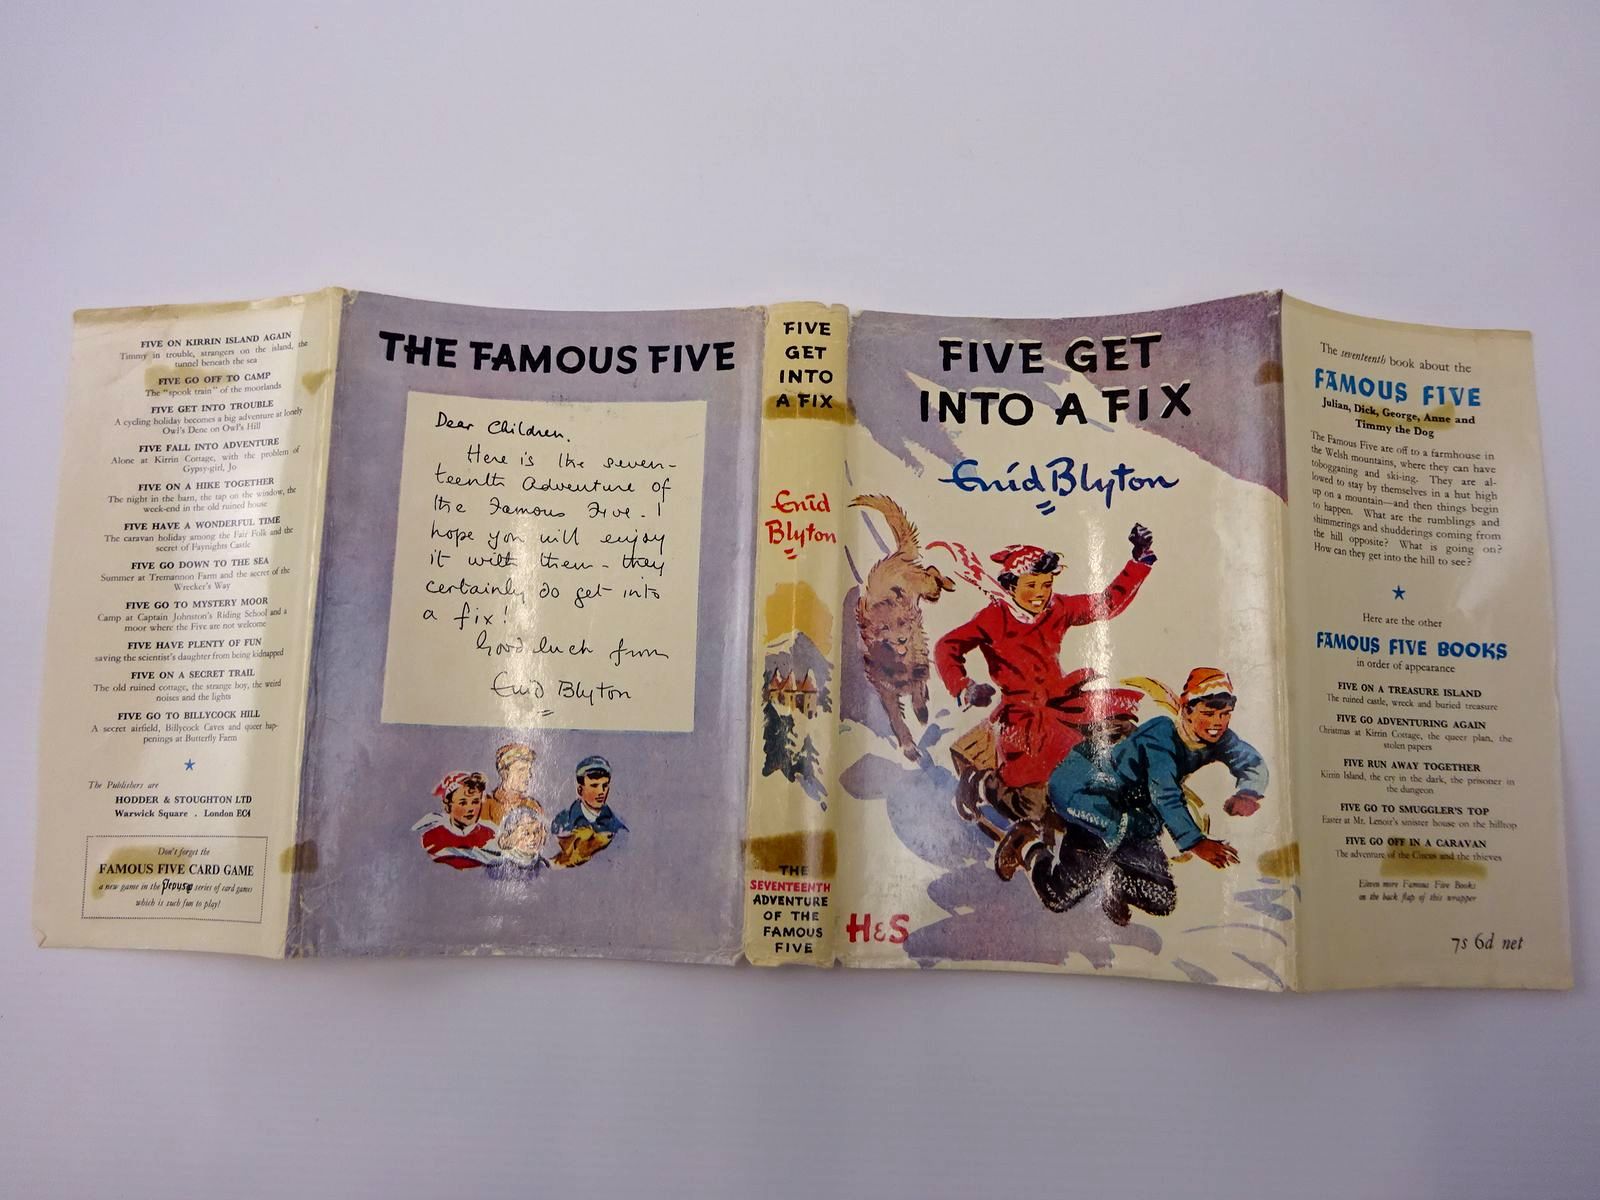 FIVE ON KIRRIN ISLAND AGAIN
Timmy in trouble, strangers on the island, the
tunnel beneath the sea
FIVE GO OFF TO CAMP
The "spook train" of the moorlands
FIVE GET INTO TROUBLE
A cycling holiday becomes a big adventure at lonely
Owl's Dene on Owl's Hill
FIVE FALL INTO ADVENTURE
Alone at Kirrin Cottage, with the problem of
Gypsy-girl, Jo
FIVE ON A HIKE TOGETHER
The night in the barn, the tap on the window, the
week-end in the old ruined house
FIVE HAVE A WONDERFUL TIME
The caravan holiday among the Fair Folk and the
secret of Faynights Castle
FIVE GO DOWN TO THE SEA
Summer at Tremannon Farm and the secret of the
Wrecker's Way
FIVE GO TO MYSTERY MOOR
Camp at Captain Johnston's Riding School and a
moor where the Five are not welcome
FIVE HAVE PLENTY OF FUN
saving the scientist's daughter from being kidnapped
FIVE ON A SECRET TRAIL
The old ruined cottage, the strange boy, the weird
noises and the lights
FIVE GO TO BILLYCOCK HILL
A secret airfield, Billycock Caves and queer hap-
penings at Butterfly Farm
The Publishers are
HODDER & STOUGHTON LTD
Warwick Square . London EC4
Don't forget the
FAMOUS FIVE CARD GAME
a new game in the Pepys series of card games
which is such fun to play!
THE FAMOUS FIVE
Dear Children,
Here is the seven-
teenth Adventure of
the Famous Five. I
hope you will enjoy
it with them - they
certainly do get into
a fix!
Good luck from
Enid Blyton
FIVE
GET
INTO
A FIX
Enid
Blyton
THE
SEVENTEENTH
ADVENTURE
OF THE
FAMOUS
FIVE
FIVE GET
INTO A FIX
Enid Blyton
H&S
The seventeenth book about the
FAMOUS FIVE
Julian, Dick, George, Anne and
Timmy the Dog
The Famous Five are off to a farmhouse in
the Welsh mountains, where they can have
tobogganing and ski-ing. They are al-
lowed to stay by themselves in a hut high
up on a mountain—and then things begin
to happen. What are the rumblings and
shimmerings and shudderings coming from
the hill opposite? What is going on?
How can they get into the hill to see?
Here are the other
FAMOUS FIVE BOOKS
in order of appearance
FIVE ON A TREASURE ISLAND
The ruined castle, wreck and buried treasure
FIVE GO ADVENTURING AGAIN
Christmas at Kirrin Cottage, the queer plan, the
stolen papers
FIVE RUN AWAY TOGETHER
Kirrin Island, the cry in the dark, the prisoner in
the dungeon
FIVE GO TO SMUGGLER'S TOP
Easter at Mr. Lenoir's sinister house on the hilltop
FIVE GO OFF IN A CARAVAN
The adventure of the Circus and the thieves
Eleven more Famous Five Books
on the back flap of this wrapper
7s 6d net